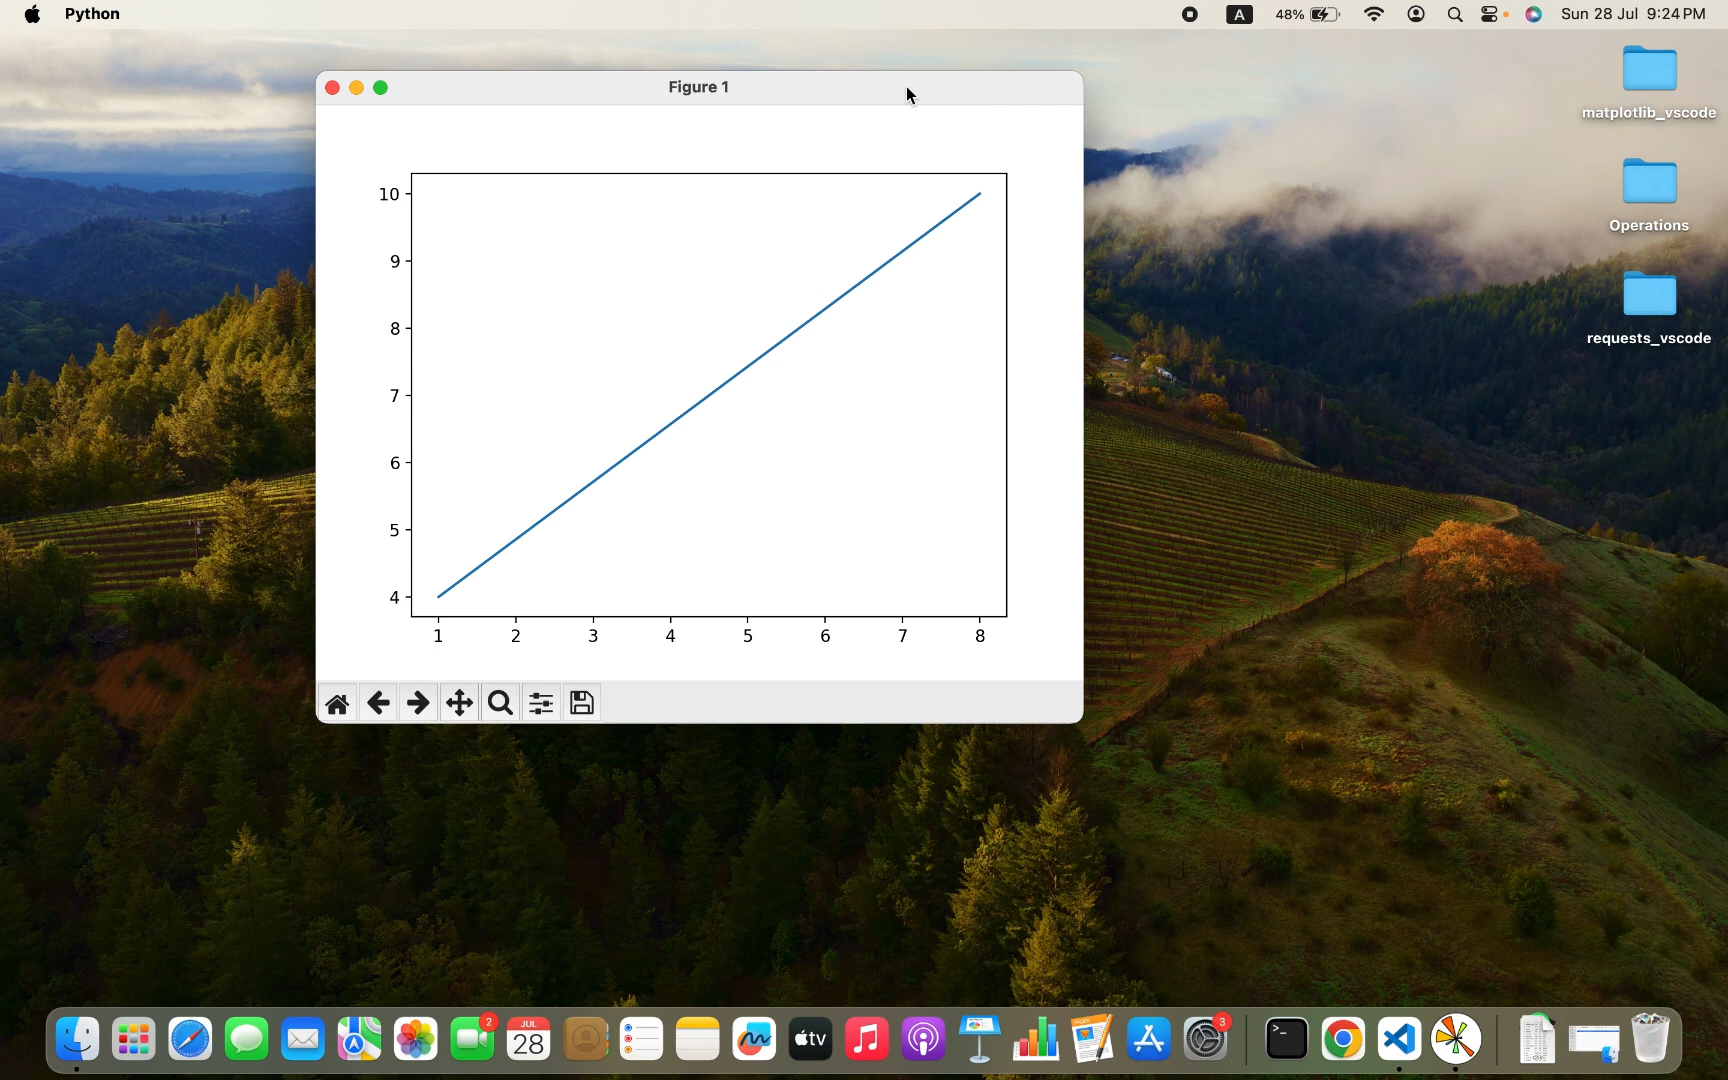 Python
A
48%
Sun 28 Jul 9:24 PM
Figure 1
matplotlib_vscode
Operations
requests_vscode
10
9
8
7
6
5
4
1 2 3 4 5 6 7 8
2
JUL
28
tv
3
>_